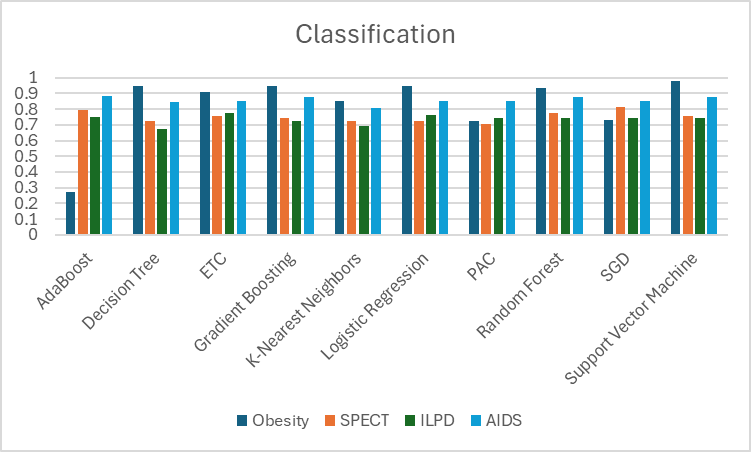 Classification
1
0.9
0.8
0.7
0.6
0.5
0.4
0.3
0.2
0.1
0
AdaBoost
Decision Tree
ETC
Gradient Boosting
K-Nearest Neighbors
Logistic Regression
PAC
Random Forest
SGD
Support Vector Machine
Obesity SPECT ILPD AIDS